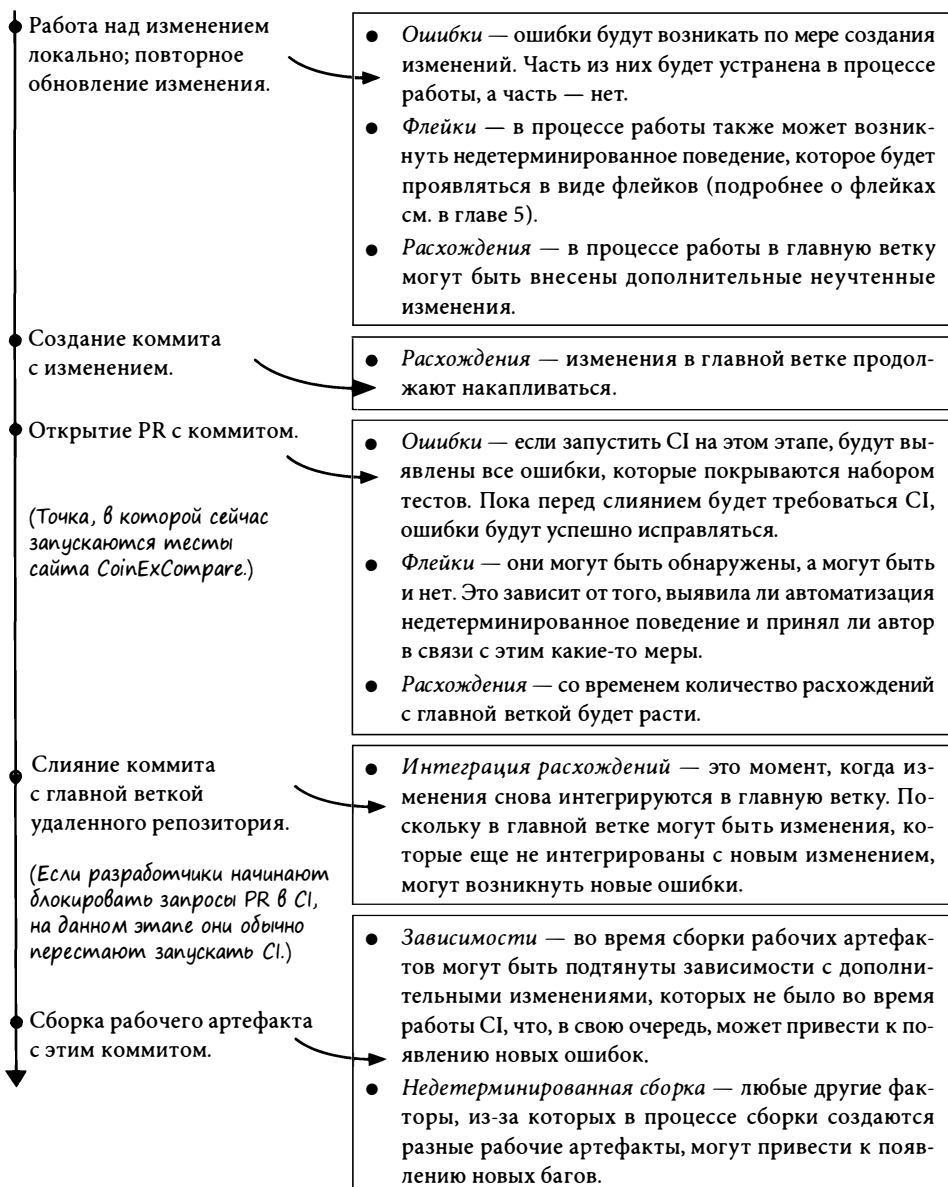 Работа над изменением
локально; повторное
обновление изменения.
● Ошибки — ошибки будут возникать по мере создания
изменений. Часть из них будет устранена в процессе
работы, а часть — нет.
● Флейки — в процессе работы также может возник-
нуть недетерминированное поведение, которое будет
проявляться в виде флейков (подробнее о флейках
см. в главе 5).
● Расхождения — в процессе работы в главную ветку
могут быть внесены дополнительные неучтенные
изменения.
Создание коммита
с изменением.
● Расхождения — изменения в главной ветке продол-
жают накапливаться.
Открытие PR с коммитом.
(Точка, в которой сейчас
запускаются тесты
сайта CoinExCompare.)
● Ошибки — если запустить CI на этом этапе, будут вы-
явлены все ошибки, которые покрываются набором
тестов. Пока перед слиянием будет требоваться CI,
ошибки будут успешно исправляться.
● Флейки — они могут быть обнаружены, а могут быть
и нет. Это зависит от того, выявила ли автоматизация
недетерминированное поведение и принял ли автор
в связи с этим какие-то меры.
● Расхождения — со временем количество расхождений
с главной веткой будет расти.
Слияние коммита
с главной веткой
удаленного репозитория.
(Если разработчики начинают
блокировать запросы PR в CI,
на данном этапе они обычно
перестают запускать CI.)
● Интеграция расхождений — это момент, когда из-
менения снова интегрируются в главную ветку. По-
скольку в главной ветке могут быть изменения, ко-
торые еще не интегрированы с новым изменением,
могут возникнуть новые ошибки.
Сборка рабочего артефакта
с этим коммитом.
● Зависимости — во время сборки рабочих артефак-
тов могут быть подтянуты зависимости с дополни-
тельными изменениями, которых не было во время
работы CI, что, в свою очередь, может привести к по-
явлению новых ошибок.
● Недетерминированная сборка — любые другие фак-
торы, из-за которых в процессе сборки создаются
разные рабочие артефакты, могут привести к появ-
лению новых багов.